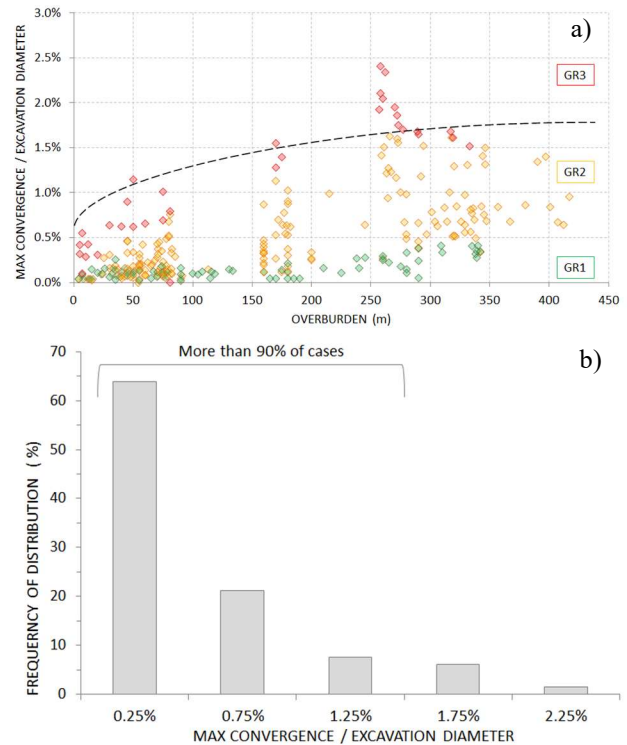 a)
MAX CONVERGENCE / EXCAVATION DIAMETER
3.0%
2.5%
2.0%
1.5%
1.0%
0.5%
0.0%
GR3
GR2
GR1
0 50 100 150 200 250 300 350 400 450
OVERBURDEN (m)
b)
More than 90% of cases
FREQUERNCY OF DISTRIBUTION ( %)
70
60
50
40
30
20
10
0
0.25% 0.75% 1.25% 1.75% 2.25%
MAX CONVERGENCE / EXCAVATION DIAMETER